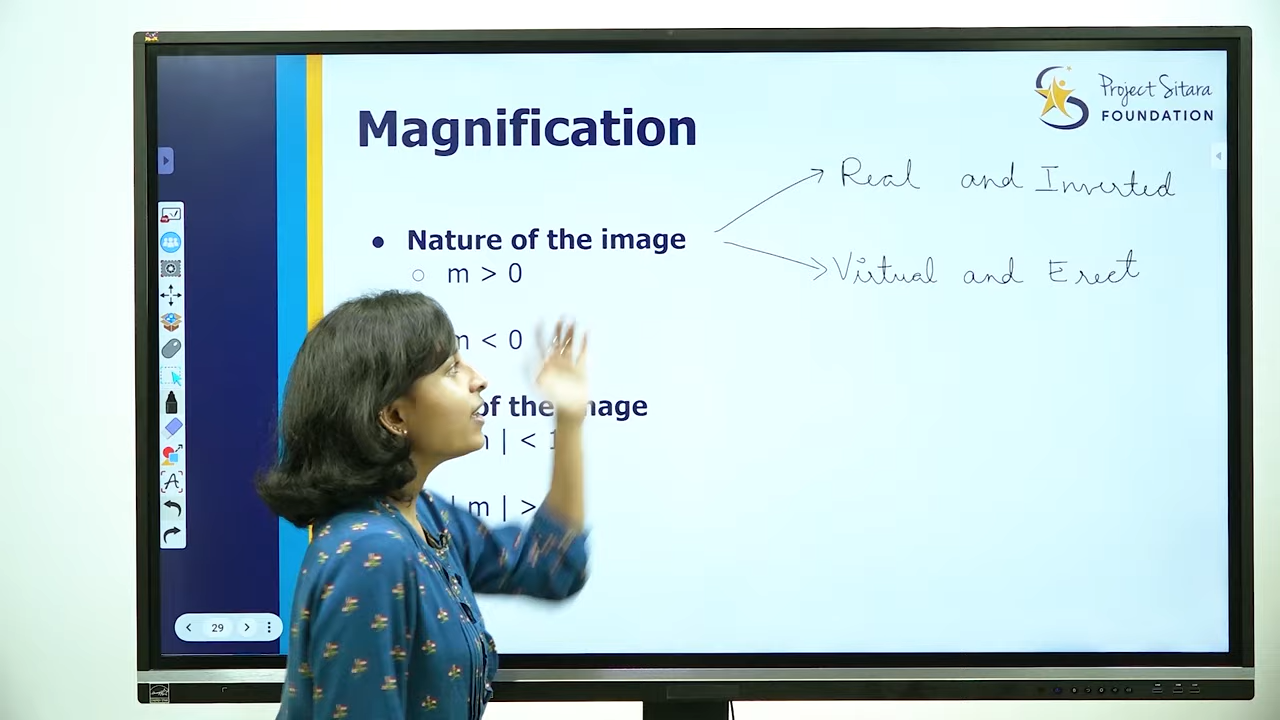 Project Sitara
FOUNDATION
Magnification
Real and Inverted
● Nature of the image
○ m > 0
Virtual and Erect
m < 0
of the image
| < 1
| m | >
29